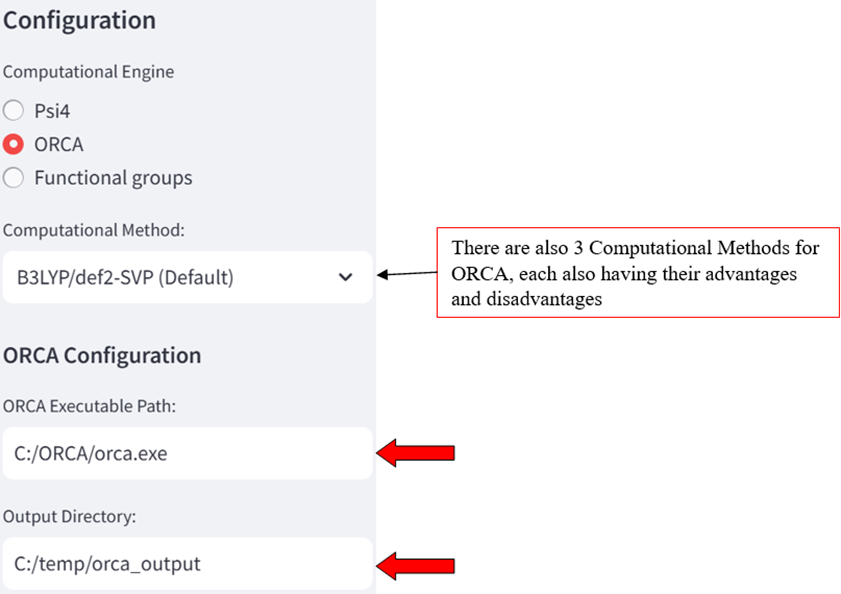 Configuration
Computational Engine
Psi4
ORCA
Functional groups
Computational Method:
B3LYP/def2-SVP (Default)
There are also 3 Computational Methods for
ORCA, each also having their advantages
and disadvantages
ORCA Configuration
ORCA Executable Path:
C:/ORCA/orca.exe
Output Directory:
C:/temp/orca_output